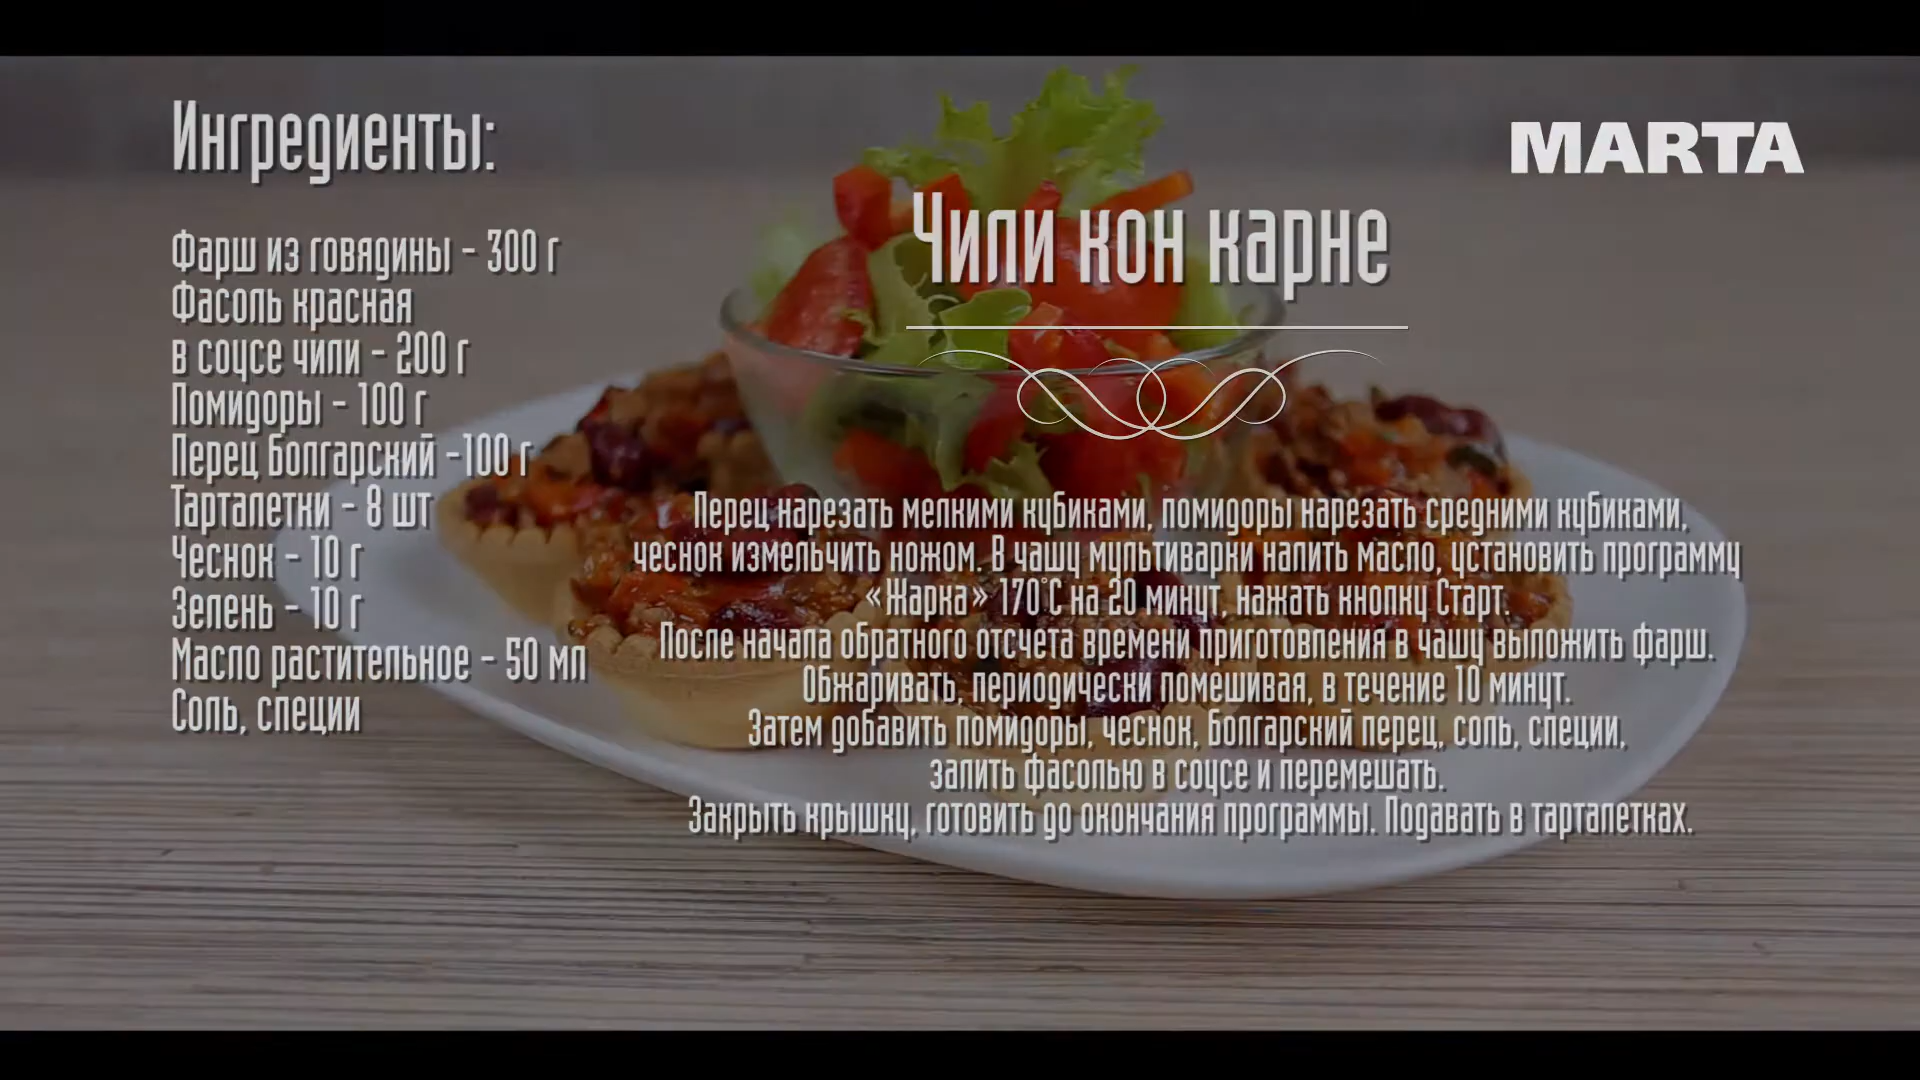 Ингредиенты:
Фарш из говядины - 300 г
Фасоль красная
в соусе чили - 200 г
Помидоры - 100 г
Перец Болгарский -100 г
Тарталетки - 8 шт
Чеснок - 10 г
Зелень - 10 г
Масло растительное - 50 мл
Соль, специи
MARTA
Чили кон карне
Перец нарезать мелкими кубиками, помидоры нарезать средними кубиками,
чеснок измельчить ножом. В чашу мультиварки налить масло, установить программу
«Жарка» 170°С на 20 минут, нажать кнопку Старт.
После начала обратного отсчета времени приготовления в чашу выложить фарш.
Обжаривать, периодически помешивая, в течение 10 минут.
Затем добавить помидоры, чеснок, Болгарский перец, соль, специи,
залить фасолью в соусе и перемешать.
Закрыть крышку, готовить до окончания программы. Подавать в тарталетках.